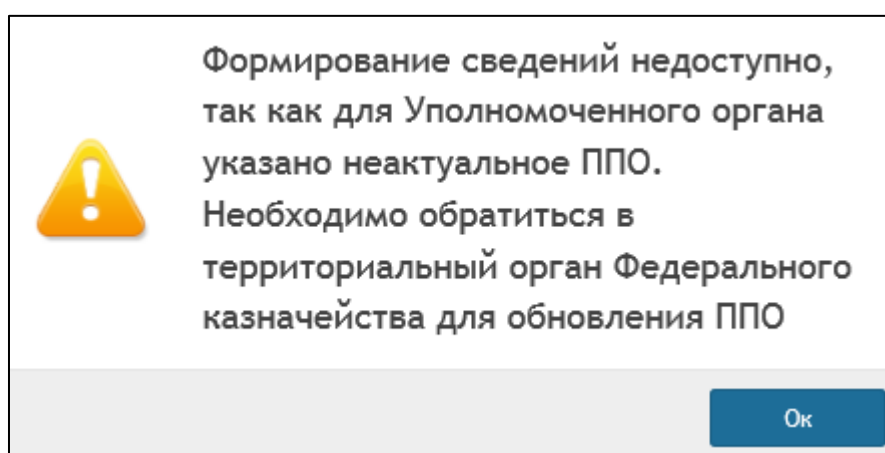 Формирование сведений недоступно,
так как для Уполномоченного органа
указано неактуальное ППО.
Необходимо обратиться в
территориальный орган Федерального
казначейства для обновления ППО
Ок